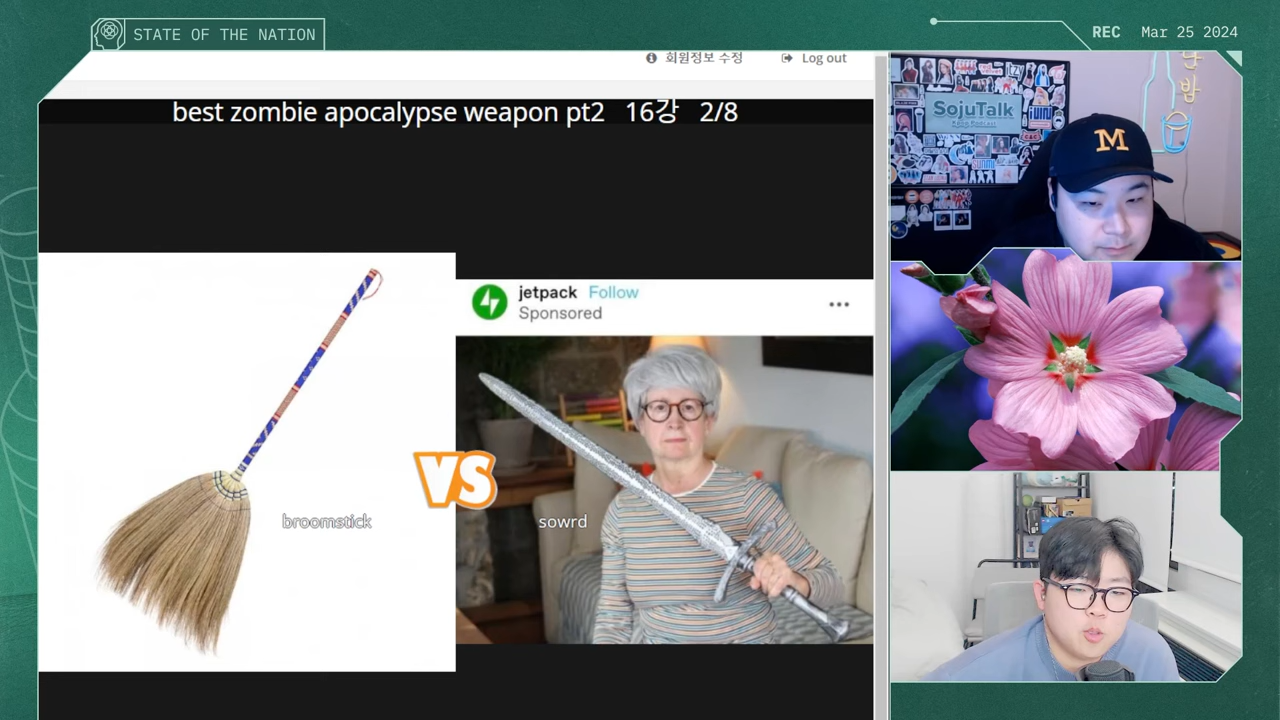 STATE OF THE NATION
REC Mar 25 2024
회원정보 수정 Log out
best zombie apocalypse weapon pt2 16강 2/8
jetpack Follow
Sponsored
VS
broomstick
sowrd
SojuTalk
M
밤